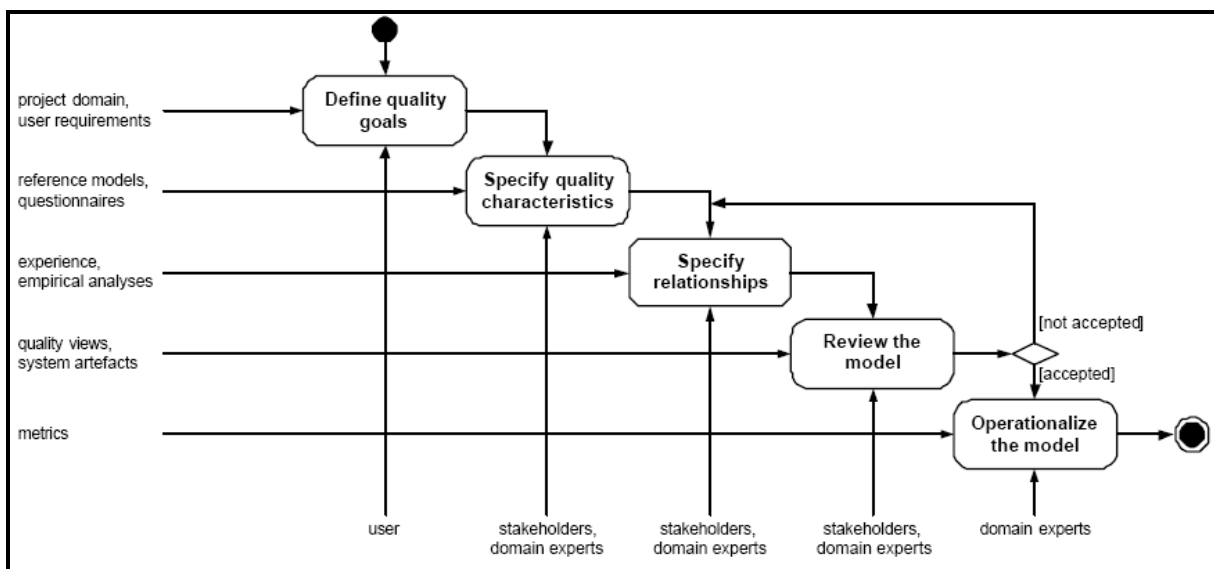 Define quality
goals
project domain,
user requirements
Specify quality
characteristics
reference models,
questionnaires
Specify
relationships
experience,
empirical analyses
[not accepted]
Review the
model
quality views,
system artefacts
[accepted]
Operationalize
the model
metrics
user
stakeholders,
domain experts
stakeholders,
domain experts
stakeholders,
domain experts
domain experts